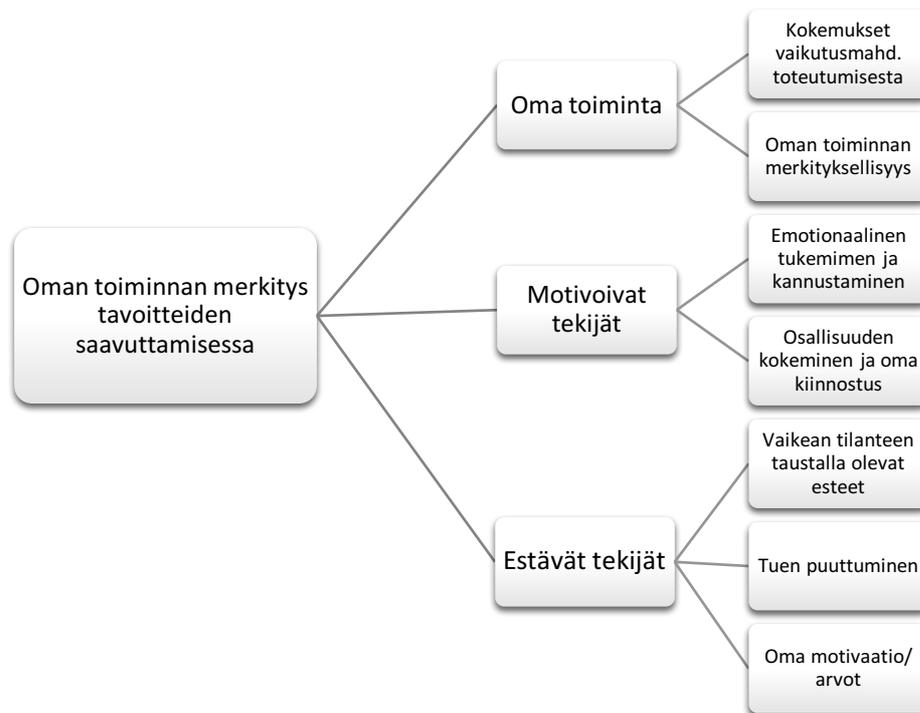 Oman toiminnan merkitys
tavoitteiden
saavuttamisessa
Oma toiminta
Kokemukset
vaikutusmahd.
toteutumisesta
Oman toiminnan
merkityksellisyys
Motivoivat
tekijät
Emotionaalinen
tukemimen ja
kannustaminen
Osallisuuden
kokeminen ja oma
kiinnostus
Estävät tekijät
Vaikean tilanteen
taustalla olevat
esteet
Tuen puuttuminen
Oma motivaatio/
arvot